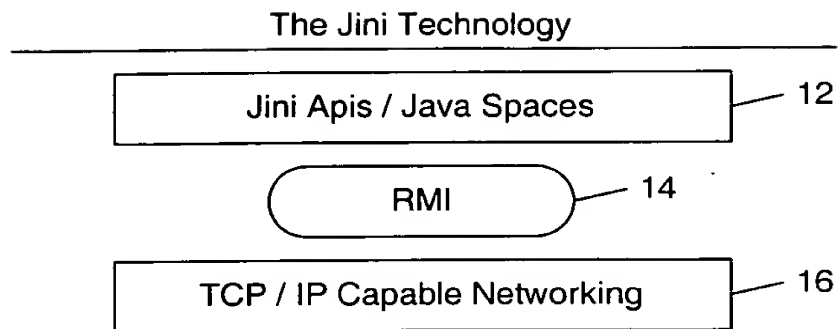 The Jini Technology
Jini Apis / Java Spaces
12
RMI
14
TCP / IP Capable Networking
16